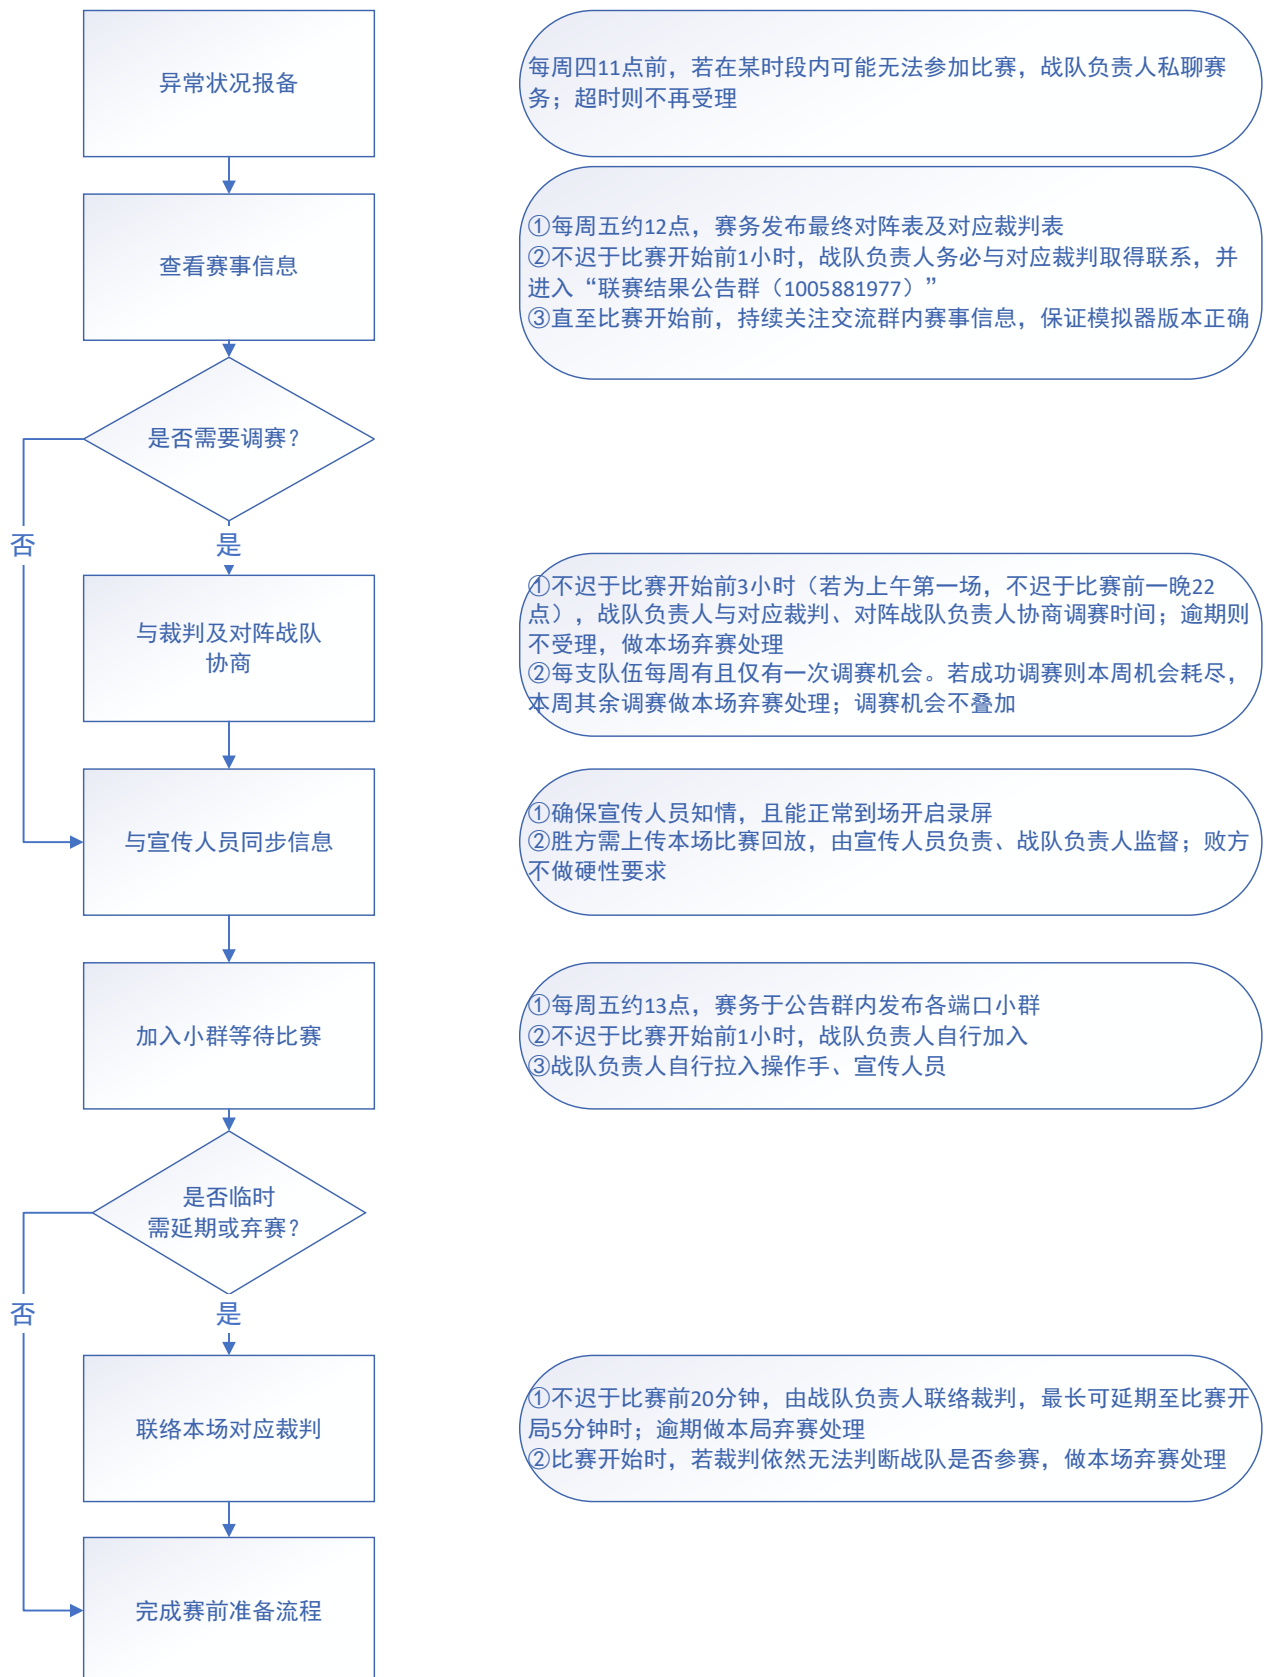 异常状况报备
每周四11点前，若在某时段内可能无法参加比赛，战队负责人私聊赛
务；超时则不再受理
查看赛事信息
①每周五约12点，赛务发布最终对阵表及对应裁判表
②不迟于比赛开始前1小时，战队负责人务必与对应裁判取得联系，并
进入“联赛结果公告群（1005881977）”
③直至比赛开始前，持续关注交流群内赛事信息，保证模拟器版本正确
是否需要调赛？
否
是
与裁判及对阵战队
协商
①不迟于比赛开始前3小时（若为上午第一场，不迟于比赛前一晚22
点），战队负责人与对应裁判、对阵战队负责人协商调赛时间；逾期则
不受理，做本场弃赛处理
②每支队伍每周有且仅有一次调赛机会。若成功调赛则本周机会耗尽，
本周其余调赛做本场弃赛处理；调赛机会不叠加
与宣传人员同步信息
①确保宣传人员知情，且能正常到场开启录屏
②胜方需上传本场比赛回放，由宣传人员负责、战队负责人监督；败方
不做硬性要求
加入小群等待比赛
①每周五约13点，赛务于公告群内发布各端口小群
②不迟于比赛开始前1小时，战队负责人自行加入
③战队负责人自行拉入操作手、宣传人员
是否临时
需延期或弃赛？
否
是
联络本场对应裁判
①不迟于比赛前20分钟，由战队负责人联络裁判，最长可延期至比赛开
局5分钟时；逾期做本局弃赛处理
②比赛开始时，若裁判依然无法判断战队是否参赛，做本场弃赛处理
完成赛前准备流程